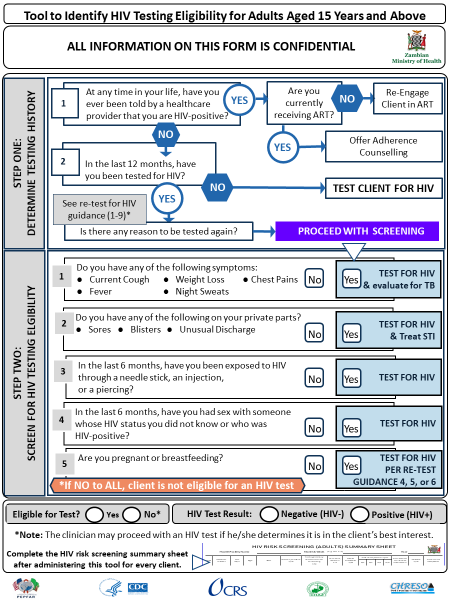 Tool to Identify HIV Testing Eligibility for Adults Aged 15 Years and Above
ALL INFORMATION ON THIS FORM IS CONFIDENTIAL
Zambian
Ministry of Health
STEP ONE:
DETERMINE TESTING HISTORY
1
At any time in your life, have you
ever been told by a healthcare
provider that you are HIV-positive?
YES
Are you
currently
receiving ART?
NO
Re-Engage
Client in ART
NO
YES
Offer Adherence
Counselling
2
In the last 12 months, have
you been tested for HIV?
NO
TEST CLIENT FOR HIV
YES
See re-test for HIV
guidance (1-9)*
Is there any reason to be tested again?
PROCEED WITH SCREENING
STEP TWO:
SCREEN FOR HIV TESTING ELGIBILITY
1
Do you have any of the following symptoms:
● Current Cough ● Weight Loss ● Chest Pains
● Fever ● Night Sweats
No
Yes
TEST FOR HIV
& evaluate for TB
2
Do you have any of the following on your private parts?
● Sores ● Blisters ● Unusual Discharge
No
Yes
TEST FOR HIV
& Treat STI
3
In the last 6 months, have you been exposed to HIV
through a needle stick, an injection,
or a piercing?
No
Yes
TEST FOR HIV
4
In the last 6 months, have you had sex with someone
whose HIV status you did not know or who was
HIV-positive?
No
Yes
TEST FOR HIV
5
Are you pregnant or breastfeeding?
No
Yes
TEST FOR HIV
PER RE-TEST
GUIDANCE 4, 5, or 6
*If NO to ALL, client is not eligible for an HIV test
Eligible for Test? Yes No*
HIV Test Result: Negative (HIV-) Positive (HIV+)
*Note: The clinician may proceed with an HIV test if he/she determines it is in the client's best interest.
Complete the HIV risk screening summary sheet
after administering this tool for every client.
HIV RISK SCREENING (ADULTS) SUMMARY SHEET
PEPFAR
CDC
CRS
CHRESO